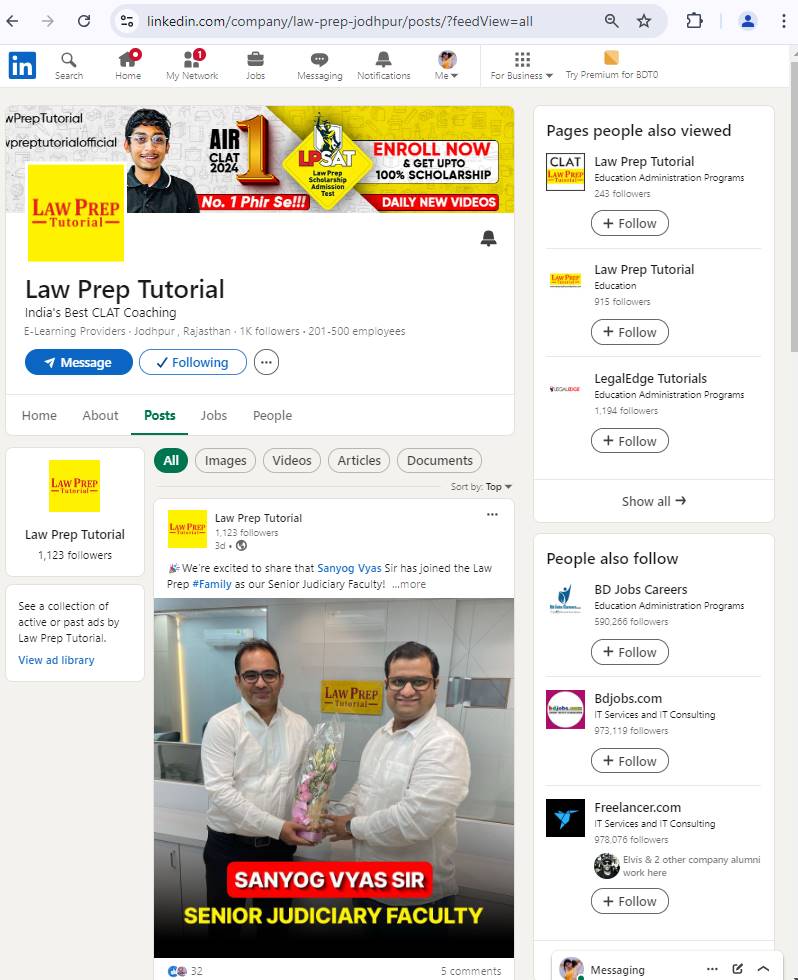 linkedin.com/company/law-prep-jodhpur/posts/?feedView=all
in
Search
Home
1
My Network
Jobs
Messaging
Notifications
Me
For Business
Try Premium for BDT0
wPrepTutorial
vpreptutorialofficial
AIR
1
CLAT
2024
No. 1 Phir Se!!!
LPSAT
Law Prep
Scholarship
Admission
Test
ENROLL NOW
& GET UPTO
100% SCHOLARSHIP
DAILY NEW VIDEOS
LAW PREP
Tutorial
Law Prep Tutorial
India's Best CLAT Coaching
E-Learning Providers · Jodhpur , Rajasthan · 1K followers · 201-500 employees
Message
Following
Home
About
Posts
Jobs
People
LAW PREP
Tutorial
Law Prep Tutorial
1,123 followers
See a collection of
active or past ads by
Law Prep Tutorial.
View ad library
All
Images
Videos
Articles
Documents
Sort by: Top
LAW PREP
Tutorial
Law Prep Tutorial
1,123 followers
3d •
🎉We're excited to share that Sanyog Vyas Sir has joined the Law
Prep #Family as our Senior Judiciary Faculty! ...more
LAW PREP
Tutorial
SANYOG VYAS SIR
SENIOR JUDICIARY FACULTY
32
5 comments
Pages people also viewed
CLAT
LAW PREP
Tutorial
Law Prep Tutorial
Education Administration Programs
243 followers
+ Follow
LAW PREP
Tutorial
Law Prep Tutorial
Education
915 followers
+ Follow
LEGALEDGE
LegalEdge Tutorials
Education Administration Programs
1,194 followers
+ Follow
Show all →
People also follow
BD Jobs Careers
Education Administration Programs
590,266 followers
+ Follow
bdjobs.com
Bdjobs.com
IT Services and IT Consulting
973,119 followers
+ Follow
Freelancer.com
IT Services and IT Consulting
978,076 followers
Elvis & 2 other company alumni
work here
+ Follow
Messaging